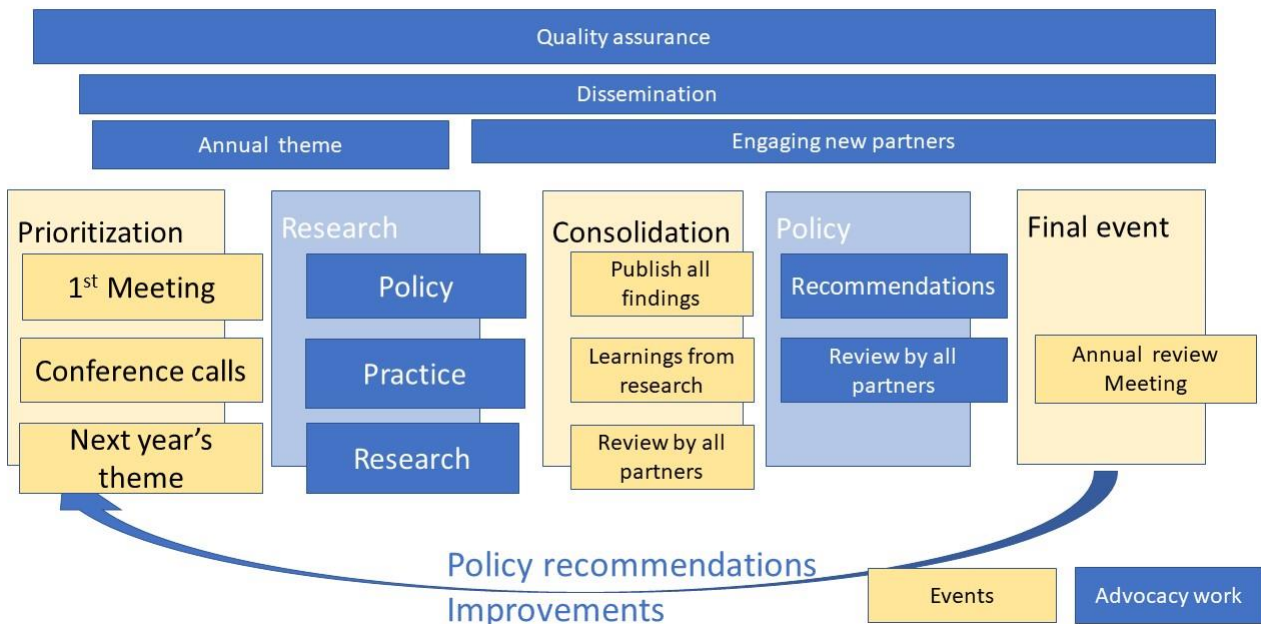 Quality assurance
Dissemination
Annual theme
Engaging new partners
Prioritization
1st Meeting
Conference calls
Next year’s
theme
Research
Policy
Practice
Research
Consolidation
Publish all
findings
Learnings from
research
Review by all
partners
Policy
Recommendations
Review by all
partners
Final event
Annual review
Meeting
Policy recommendations
Improvements
Events
Advocacy work